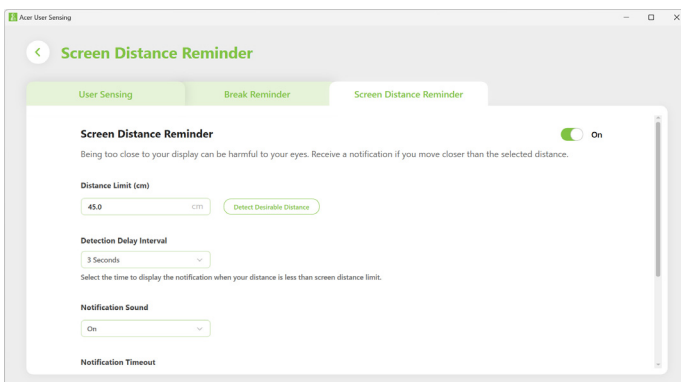 Acer User Sensing
Screen Distance Reminder
User Sensing
Break Reminder
Screen Distance Reminder
Screen Distance Reminder
On
Being too close to your display can be harmful to your eyes. Receive a notification if you move closer than the selected distance.
Distance Limit (cm)
45.0 cm
Detect Desirable Distance
Detection Delay Interval
3 Seconds
Select the time to display the notification when your distance is less than screen distance limit.
Notification Sound
On
Notification Timeout